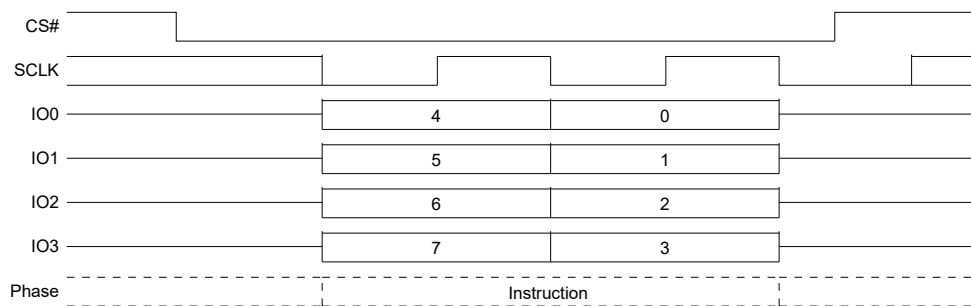 CS#
SCLK
IO0 4 0
IO1 5 1
IO2 6 2
IO3 7 3
Phase Instruction